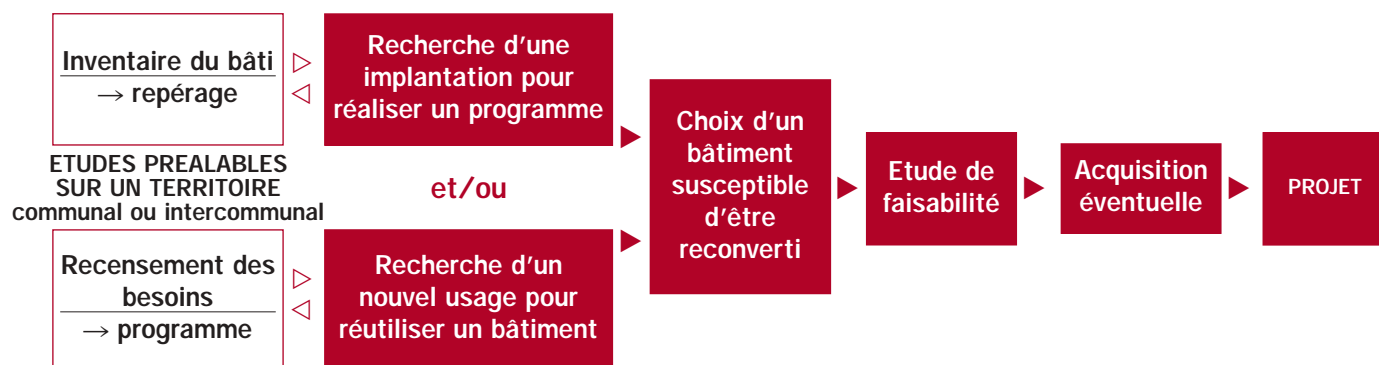 Inventaire du bâti
→ repérage
ETUDES PREALABLES
SUR UN TERRITOIRE
communal ou intercommunal
Recensement des
besoins
→ programme
Recherche d'une
implantation pour
réaliser un programme
et/ou
Recherche d'un
nouvel usage pour
réutiliser un bâtiment
Choix d'un
bâtiment
susceptible
d'être
reconverti
Etude de
faisabilité
Acquisition
éventuelle
PROJET